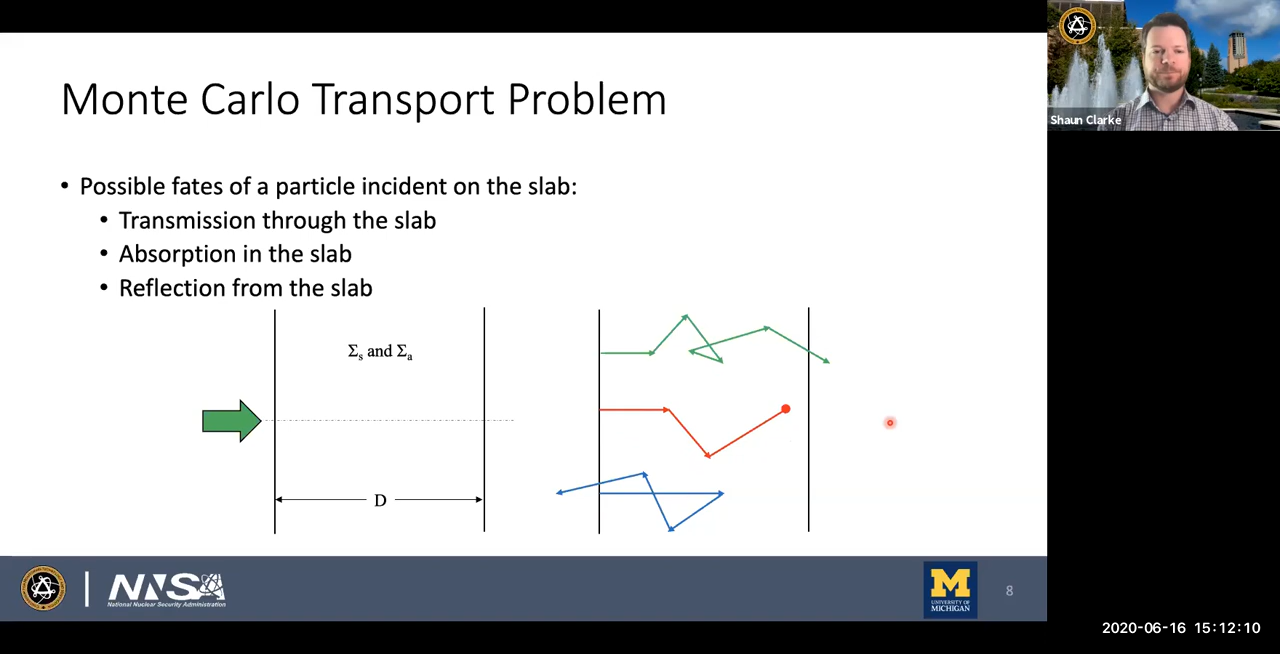 Monte Carlo Transport Problem
• Possible fates of a particle incident on the slab:
• Transmission through the slab
• Absorption in the slab
• Reflection from the slab
Σs and Σa
D
Shaun Clarke
NNSA
National Nuclear Security Administration
M
UNIVERSITY OF
MICHIGAN
8
2020-06-16 15:12:10